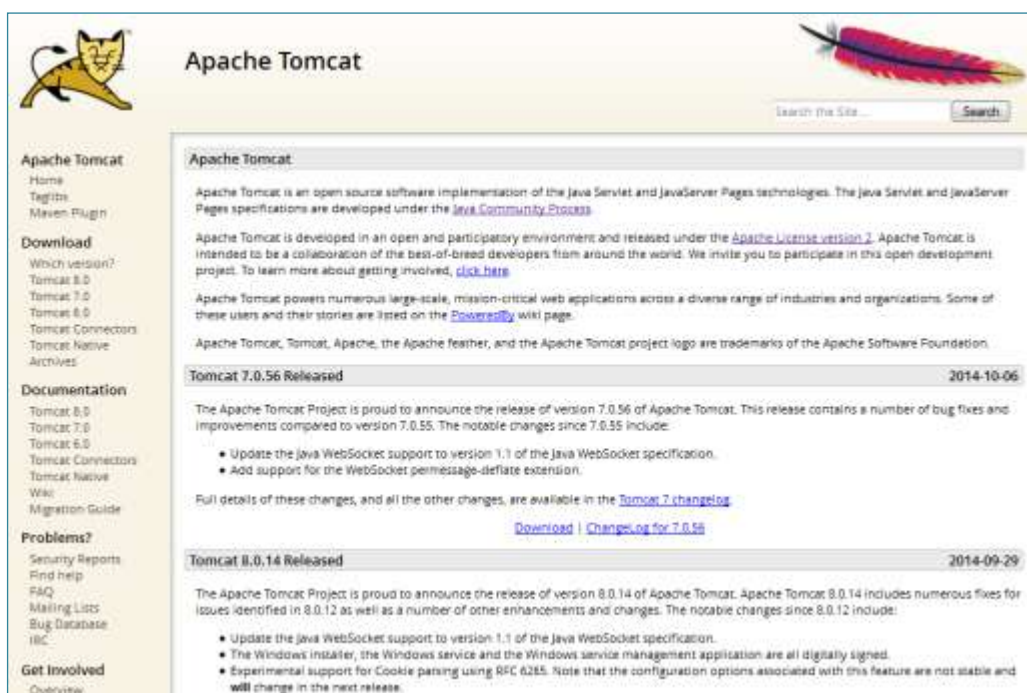 Apache Tomcat
Search the Site ...
Search
Apache Tomcat
Home
Taglibs
Maven Plugin
Download
Which version?
Tomcat 8.0
Tomcat 7.0
Tomcat 6.0
Tomcat Connectors
Tomcat Native
Archives
Documentation
Tomcat 8.0
Tomcat 7.0
Tomcat 6.0
Tomcat Connectors
Tomcat Native
Wiki
Migration Guide
Problems?
Security Reports
Find help
FAQ
Mailing Lists
Bug Database
IRC
Get Involved
Overview
Apache Tomcat
Apache Tomcat is an open source software implementation of the Java Servlet and JavaServer Pages technologies. The Java Servlet and JavaServer
Pages specifications are developed under the Java Community Process.
Apache Tomcat is developed in an open and participatory environment and released under the Apache License version 2. Apache Tomcat is
intended to be a collaboration of the best-of-breed developers from around the world. We invite you to participate in this open development
project. To learn more about getting involved, click here.
Apache Tomcat powers numerous large-scale, mission-critical web applications across a diverse range of industries and organizations. Some of
these users and their stories are listed on the PoweredBy wiki page.
Apache Tomcat, Tomcat, Apache, the Apache feather, and the Apache Tomcat project logo are trademarks of the Apache Software Foundation.
Tomcat 7.0.56 Released 2014-10-06
The Apache Tomcat Project is proud to announce the release of version 7.0.56 of Apache Tomcat. This release contains a number of bug fixes and
improvements compared to version 7.0.55. The notable changes since 7.0.55 include:
• Update the Java WebSocket support to version 1.1 of the Java WebSocket specification.
• Add support for the WebSocket permessage-deflate extension.
Full details of these changes, and all the other changes, are available in the Tomcat 7 changelog.
Download | ChangeLog for 7.0.56
Tomcat 8.0.14 Released 2014-09-29
The Apache Tomcat Project is proud to announce the release of version 8.0.14 of Apache Tomcat. Apache Tomcat 8.0.14 includes numerous fixes for
issues identified in 8.0.12 as well as a number of other enhancements and changes. The notable changes since 8.0.12 include:
• Update the Java WebSocket support to version 1.1 of the Java WebSocket specification.
• The Windows installer, the Windows service and the Windows service management application are all digitally signed.
• Experimental support for Cookie parsing using RFC 6265. Note that the configuration options associated with this feature are not stable and
will change in the next release.